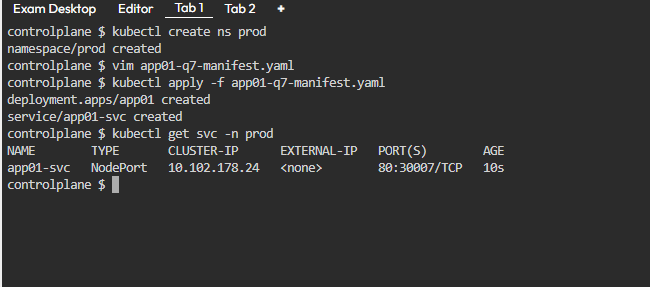 Exam Desktop Editor Tab 1 Tab 2 +
controlplane $ kubectl create ns prod
namespace/prod created
controlplane $ vim app01-q7-manifest.yaml
controlplane $ kubectl apply -f app01-q7-manifest.yaml
deployment.apps/app01 created
service/app01-svc created
controlplane $ kubectl get svc -n prod
NAME TYPE CLUSTER-IP EXTERNAL-IP PORT(S) AGE
app01-svc NodePort 10.102.178.24 <none> 80:30007/TCP 10s
controlplane $